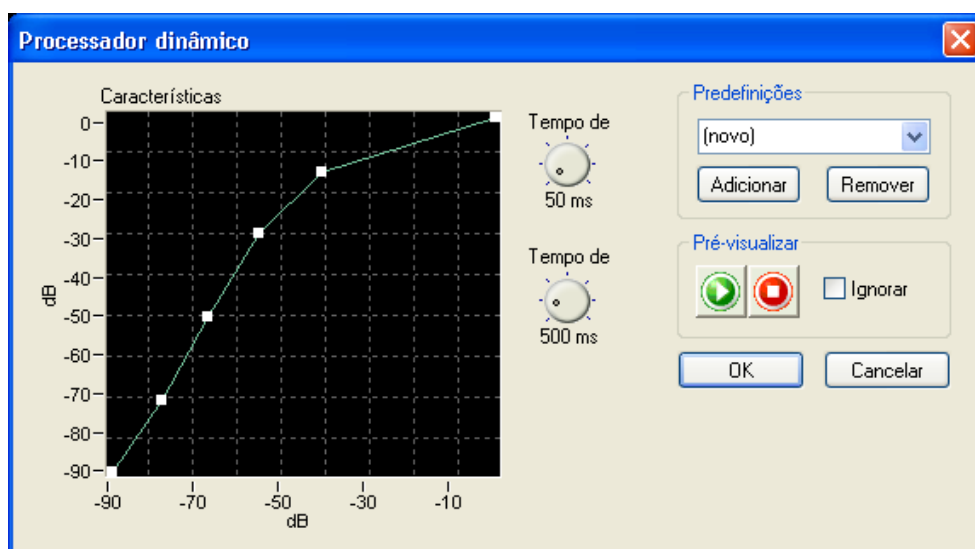 Processador dinâmico
Características
0
-10
-20
-30
-40
-50
-60
-70
-80
-90
dB
-90 -70 -50 -30 -10
dB
Tempo de
50 ms
Tempo de
500 ms
Predefinições
(novo)
Adicionar Remover
Pré-visualizar
Ignorar
OK Cancelar